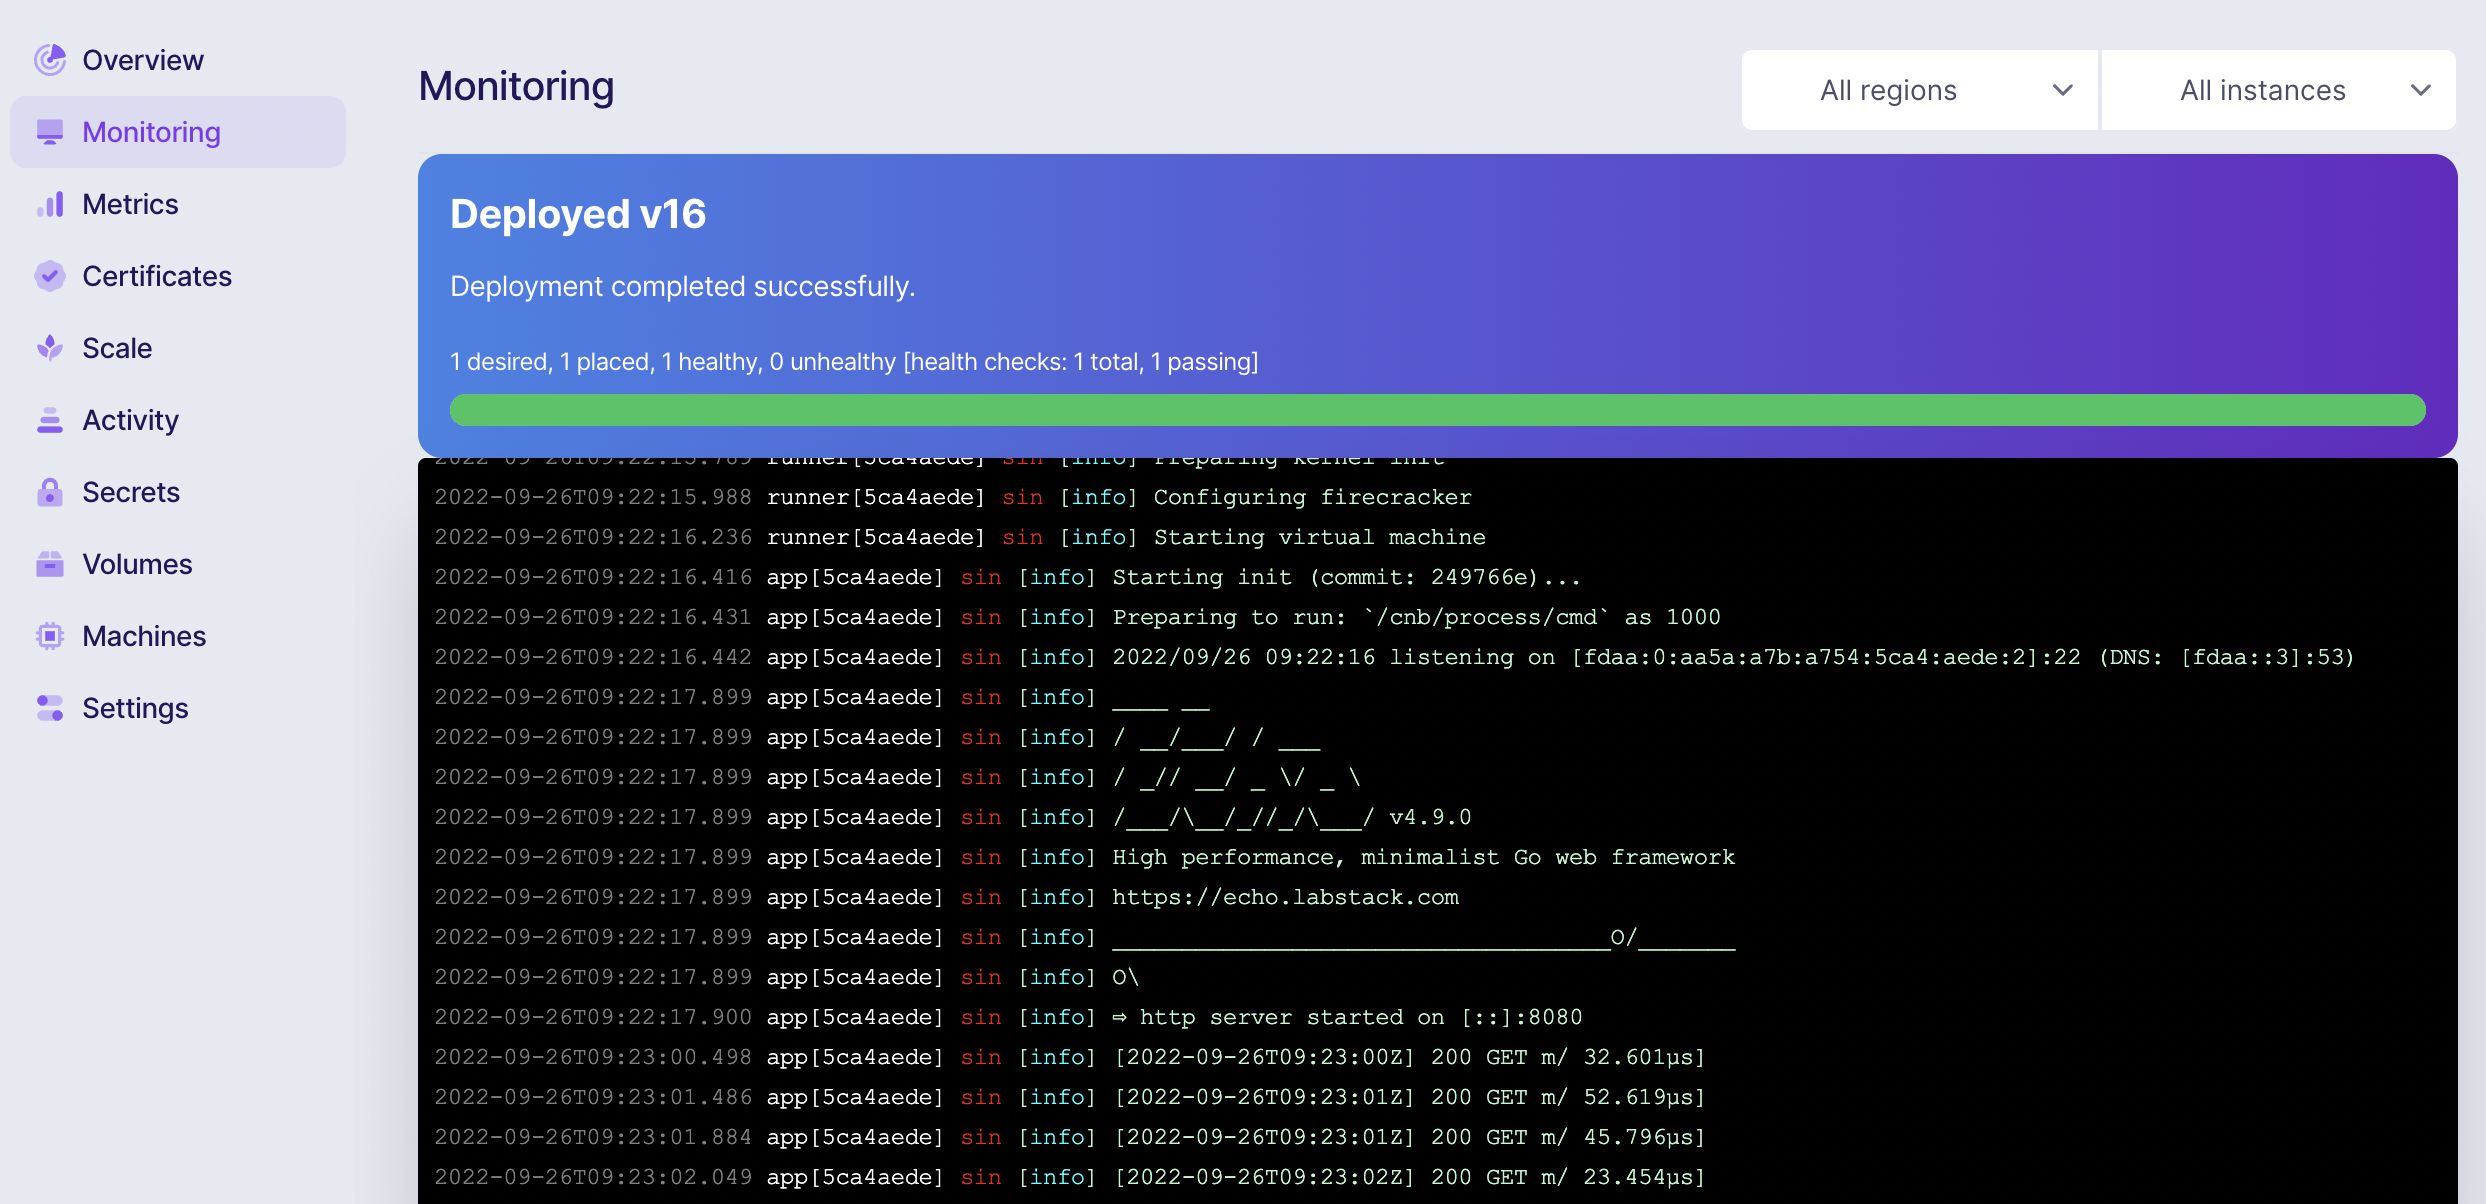 Overview
Monitoring
Metrics
Certificates
Scale
Activity
Secrets
Volumes
Machines
Settings
Monitoring
All regions
All instances
Deployed v16
Deployment completed successfully.
1 desired, 1 placed, 1 healthy, 0 unhealthy [health checks: 1 total, 1 passing]
2022-09-26T09:22:15.769 runner[5ca4aede] sin [info] Preparing kernel init
2022-09-26T09:22:15.988 runner[5ca4aede] sin [info] Configuring firecracker
2022-09-26T09:22:16.236 runner[5ca4aede] sin [info] Starting virtual machine
2022-09-26T09:22:16.416 app[5ca4aede] sin [info] Starting init (commit: 249766e)...
2022-09-26T09:22:16.431 app[5ca4aede] sin [info] Preparing to run: `/cnb/process/cmd` as 1000
2022-09-26T09:22:16.442 app[5ca4aede] sin [info] 2022/09/26 09:22:16 listening on [fdaa:0:aa5a:a7b:a754:5ca4:aede:2]:22 (DNS: [fdaa::3]:53)
2022-09-26T09:22:17.899 app[5ca4aede] sin [info] ____ __
2022-09-26T09:22:17.899 app[5ca4aede] sin [info] / __/___/ / ___
2022-09-26T09:22:17.899 app[5ca4aede] sin [info] / _// __/ _ \/ _ \
2022-09-26T09:22:17.899 app[5ca4aede] sin [info] /___/\__/_//_/\___/ v4.9.0
2022-09-26T09:22:17.899 app[5ca4aede] sin [info] High performance, minimalist Go web framework
2022-09-26T09:22:17.899 app[5ca4aede] sin [info] https://echo.labstack.com
2022-09-26T09:22:17.899 app[5ca4aede] sin [info] ____________________________________O/_______
2022-09-26T09:22:17.899 app[5ca4aede] sin [info] O\
2022-09-26T09:22:17.900 app[5ca4aede] sin [info] ⇨ http server started on [::]:8080
2022-09-26T09:23:00.498 app[5ca4aede] sin [info] [2022-09-26T09:23:00Z] 200 GET m/ 32.601µs]
2022-09-26T09:23:01.486 app[5ca4aede] sin [info] [2022-09-26T09:23:01Z] 200 GET m/ 52.619µs]
2022-09-26T09:23:01.884 app[5ca4aede] sin [info] [2022-09-26T09:23:01Z] 200 GET m/ 45.796µs]
2022-09-26T09:23:02.049 app[5ca4aede] sin [info] [2022-09-26T09:23:02Z] 200 GET m/ 23.454µs]